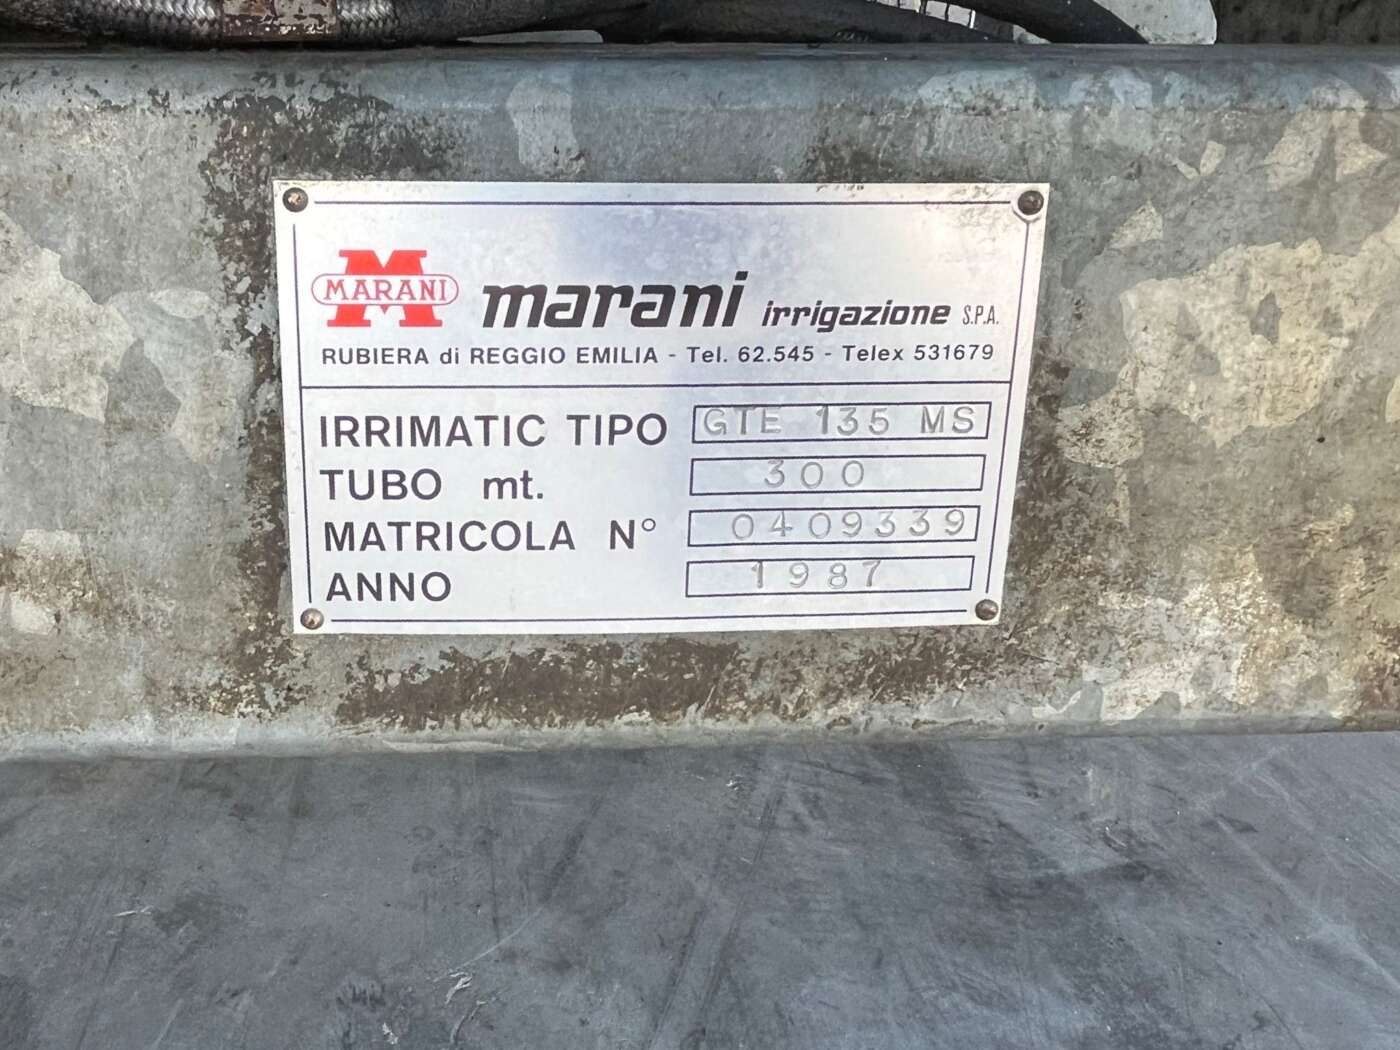 MARANI
marani irrigazione S.P.A.
RUBIERA di REGGIO EMILIA - Tel. 62.545 - Telex 531679
IRRIMATIC TIPO GTE 135 MS
TUBO mt. 300
MATRICOLA N° 0409339
ANNO 1987